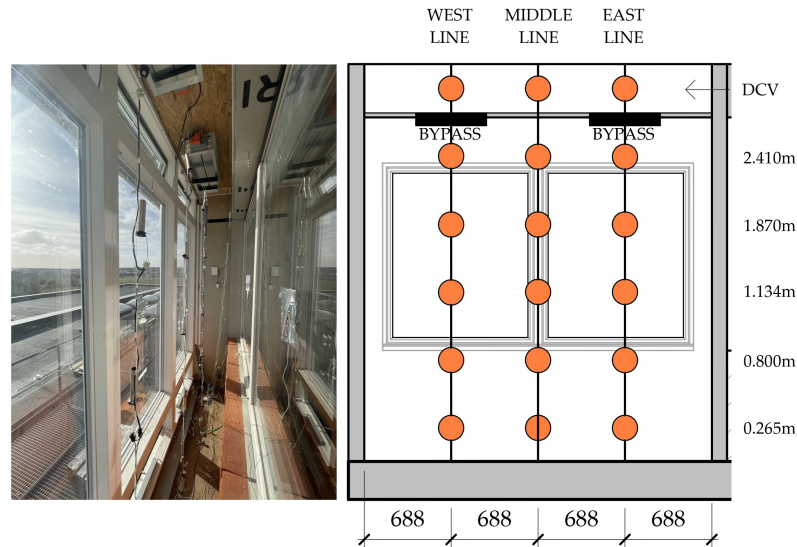 WEST MIDDLE EAST
LINE LINE LINE
DCV
BYPASS BYPASS
2.410m
1.870m
1.134m
0.800m
0.265m
688 688 688 688